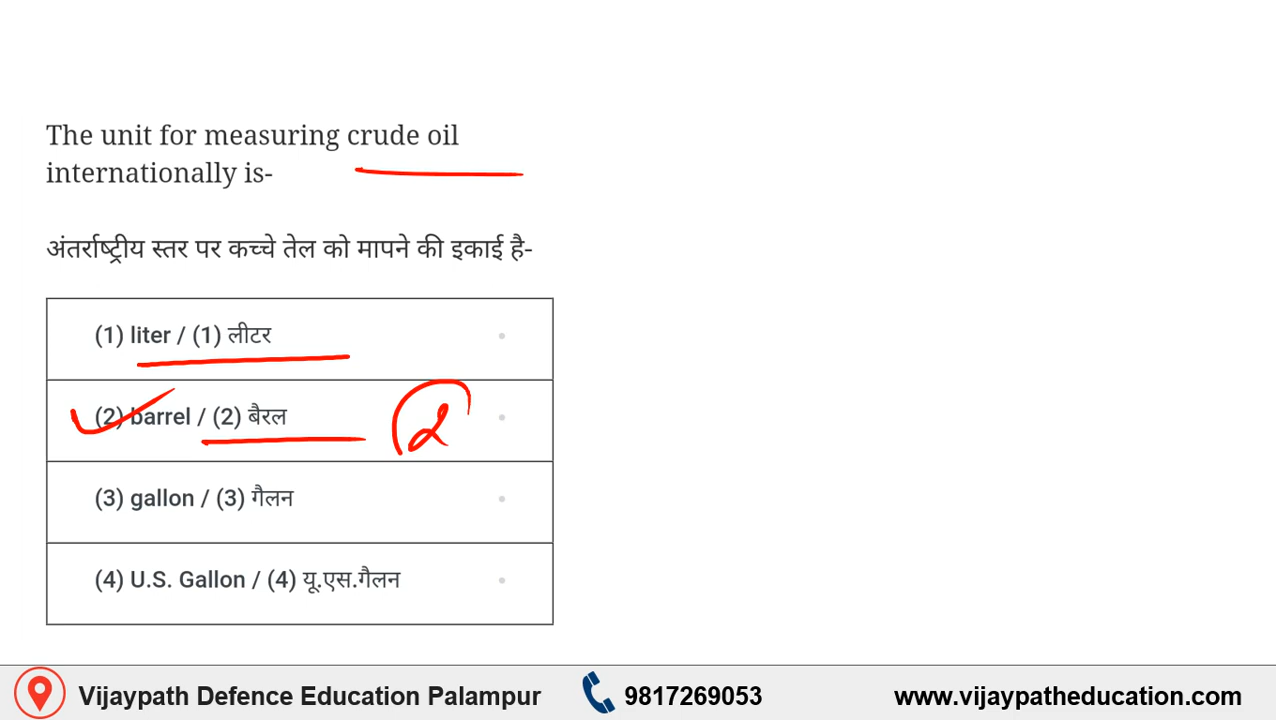 The unit for measuring crude oil
internationally is-
अंतर्राष्ट्रीय स्तर पर कच्चे तेल को मापने की इकाई है-
(1) liter / (1) लीटर
(2) barrel / (2) बैरल
2
(3) gallon / (3) गैलन
(4) U.S. Gallon / (4) यू.एस.गैलन
Vijaypath Defence Education Palampur 9817269053 www.vijaypatheducation.com